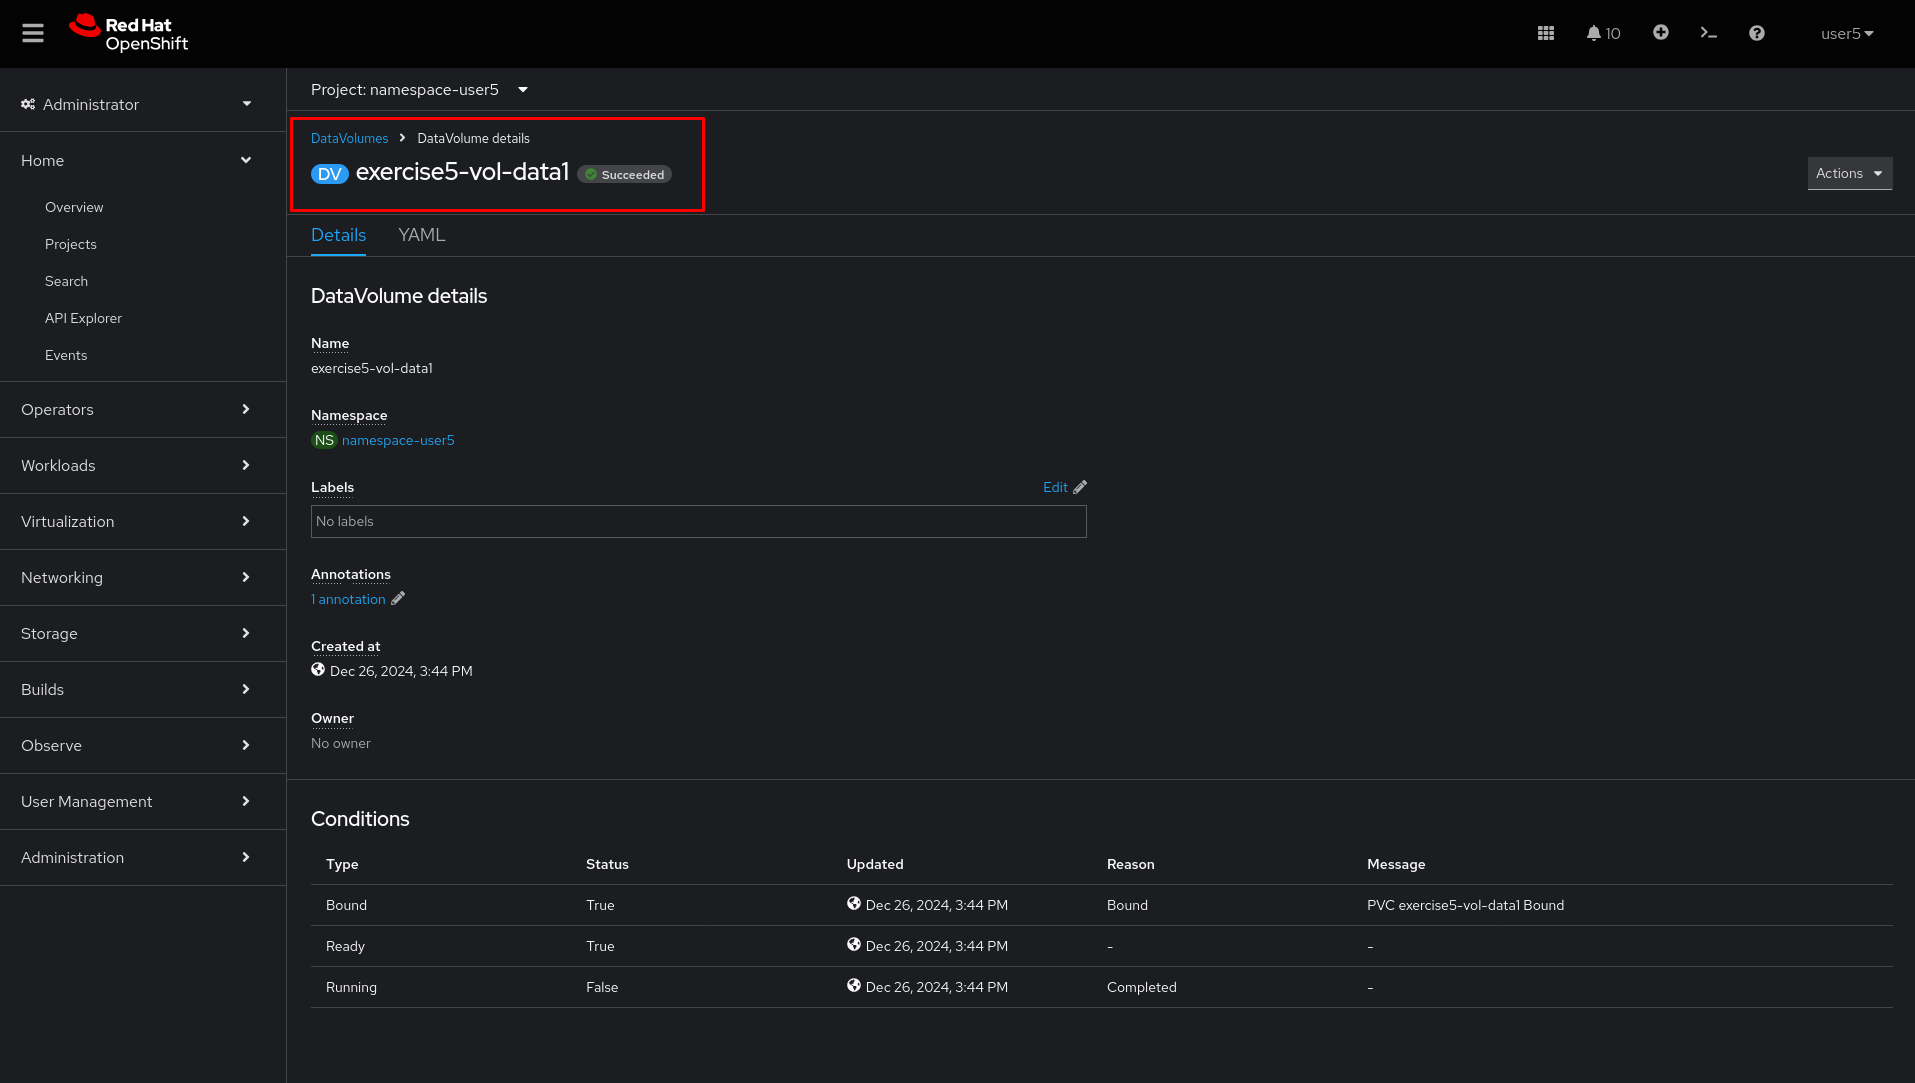 Red Hat
OpenShift
10
user5
Administrator
Home
Overview
Projects
Search
API Explorer
Events
Operators
Workloads
Virtualization
Networking
Storage
Builds
Observe
User Management
Administration
Project: namespace-user5
DataVolumes DataVolume details
DV exercise5-vol-data1 Succeeded
Actions
Details YAML
DataVolume details
Name
exercise5-vol-data1
Namespace
NS namespace-user5
Labels Edit
No labels
Annotations
1 annotation
Created at
Dec 26, 2024, 3:44 PM
Owner
No owner
Conditions
Type Status Updated Reason Message
Bound True Dec 26, 2024, 3:44 PM Bound PVC exercise5-vol-data1 Bound
Ready True Dec 26, 2024, 3:44 PM - -
Running False Dec 26, 2024, 3:44 PM Completed -